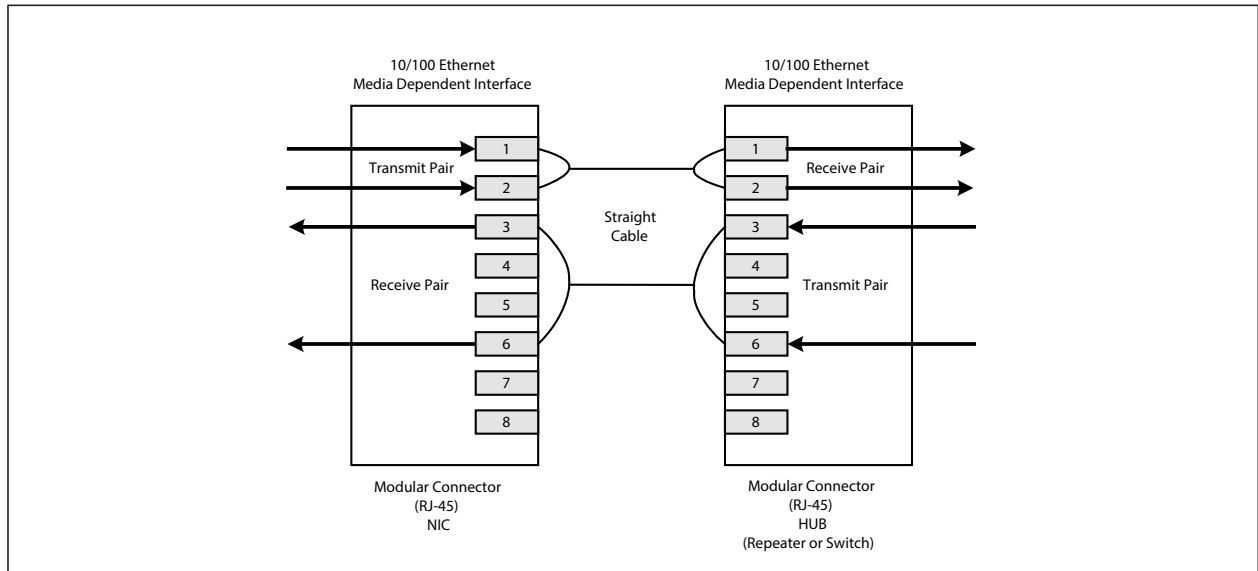 10/100 Ethernet
Media Dependent Interface
10/100 Ethernet
Media Dependent Interface
1
Transmit Pair
2
3
4
Receive Pair
5
6
7
8
Straight
Cable
1
Receive Pair
2
3
4
Transmit Pair
5
6
7
8
Modular Connector
(RJ-45)
NIC
Modular Connector
(RJ-45)
HUB
(Repeater or Switch)